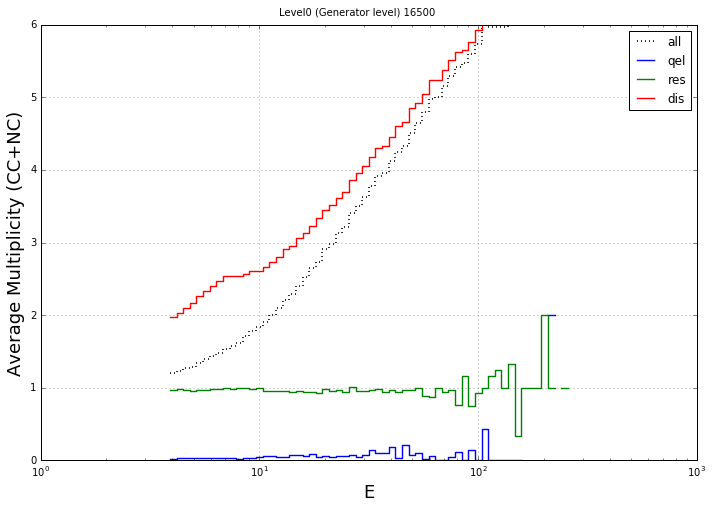 Level0 (Generator level) 16500
Average Multiplicity (CC+NC)
6
5
4
3
2
1
0
all
qel
res
dis
10^0
10^1
10^2
10^3
E